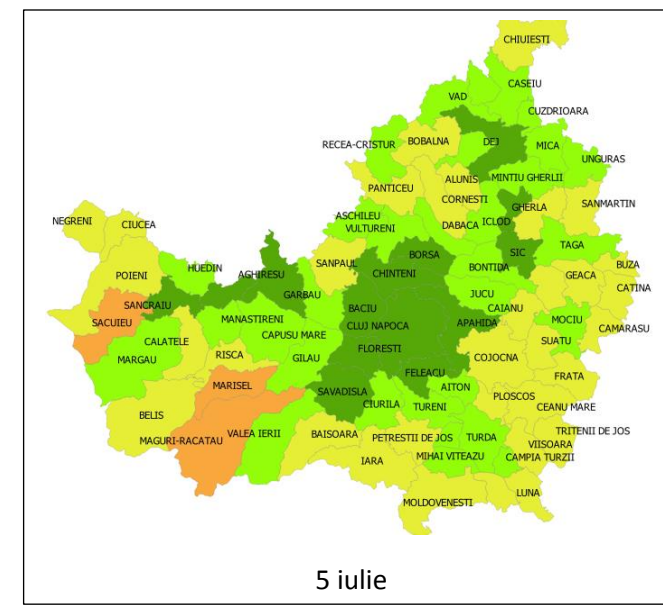 CHIUIESTI
CASEIU
VAD
CUZDRIOARA
RECEA-CRISTUR
BOBALNA
DEJ
MICA
UNGURAS
PANTICEU
ALUNIS
MINTIU GHERLII
CORNESTI
GHERLA
SANMARTIN
ASCHILEU
VULTURENI
DABACA
ICLOD
NEGRENI
CIUCEA
SIC
TAGA
BORSA
HUEDIN
AGHIRESU
SANPAUL
CHINTENI
BONTIDA
BUZA
POIENI
GEACA
CATINA
GARBAU
JUCU
SANCRAIU
BACIU
CAIANU
SACUIEU
MANASTIRENI
CLUJ NAPOCA
APAHIDA
MOCIU
CAMARASU
CAPUSU MARE
CALATELE
SUATU
FLORESTI
MARGAU
RISCA
GILAU
COJOCNA
FELEACU
FRATA
MARISEL
AITON
SAVADISLA
PLOSCOS
CIURILA
TURENI
CEANU MARE
BELIS
TRITENII DE JOS
VALEA IERII
BAISOARA
PETRESTII DE JOS
TURDA
MAGURI-RACATAU
VIISOARA
MIHAI VITEAZU
CAMPIA TURZII
IARA
LUNA
MOLDOVENESTI
5 iulie